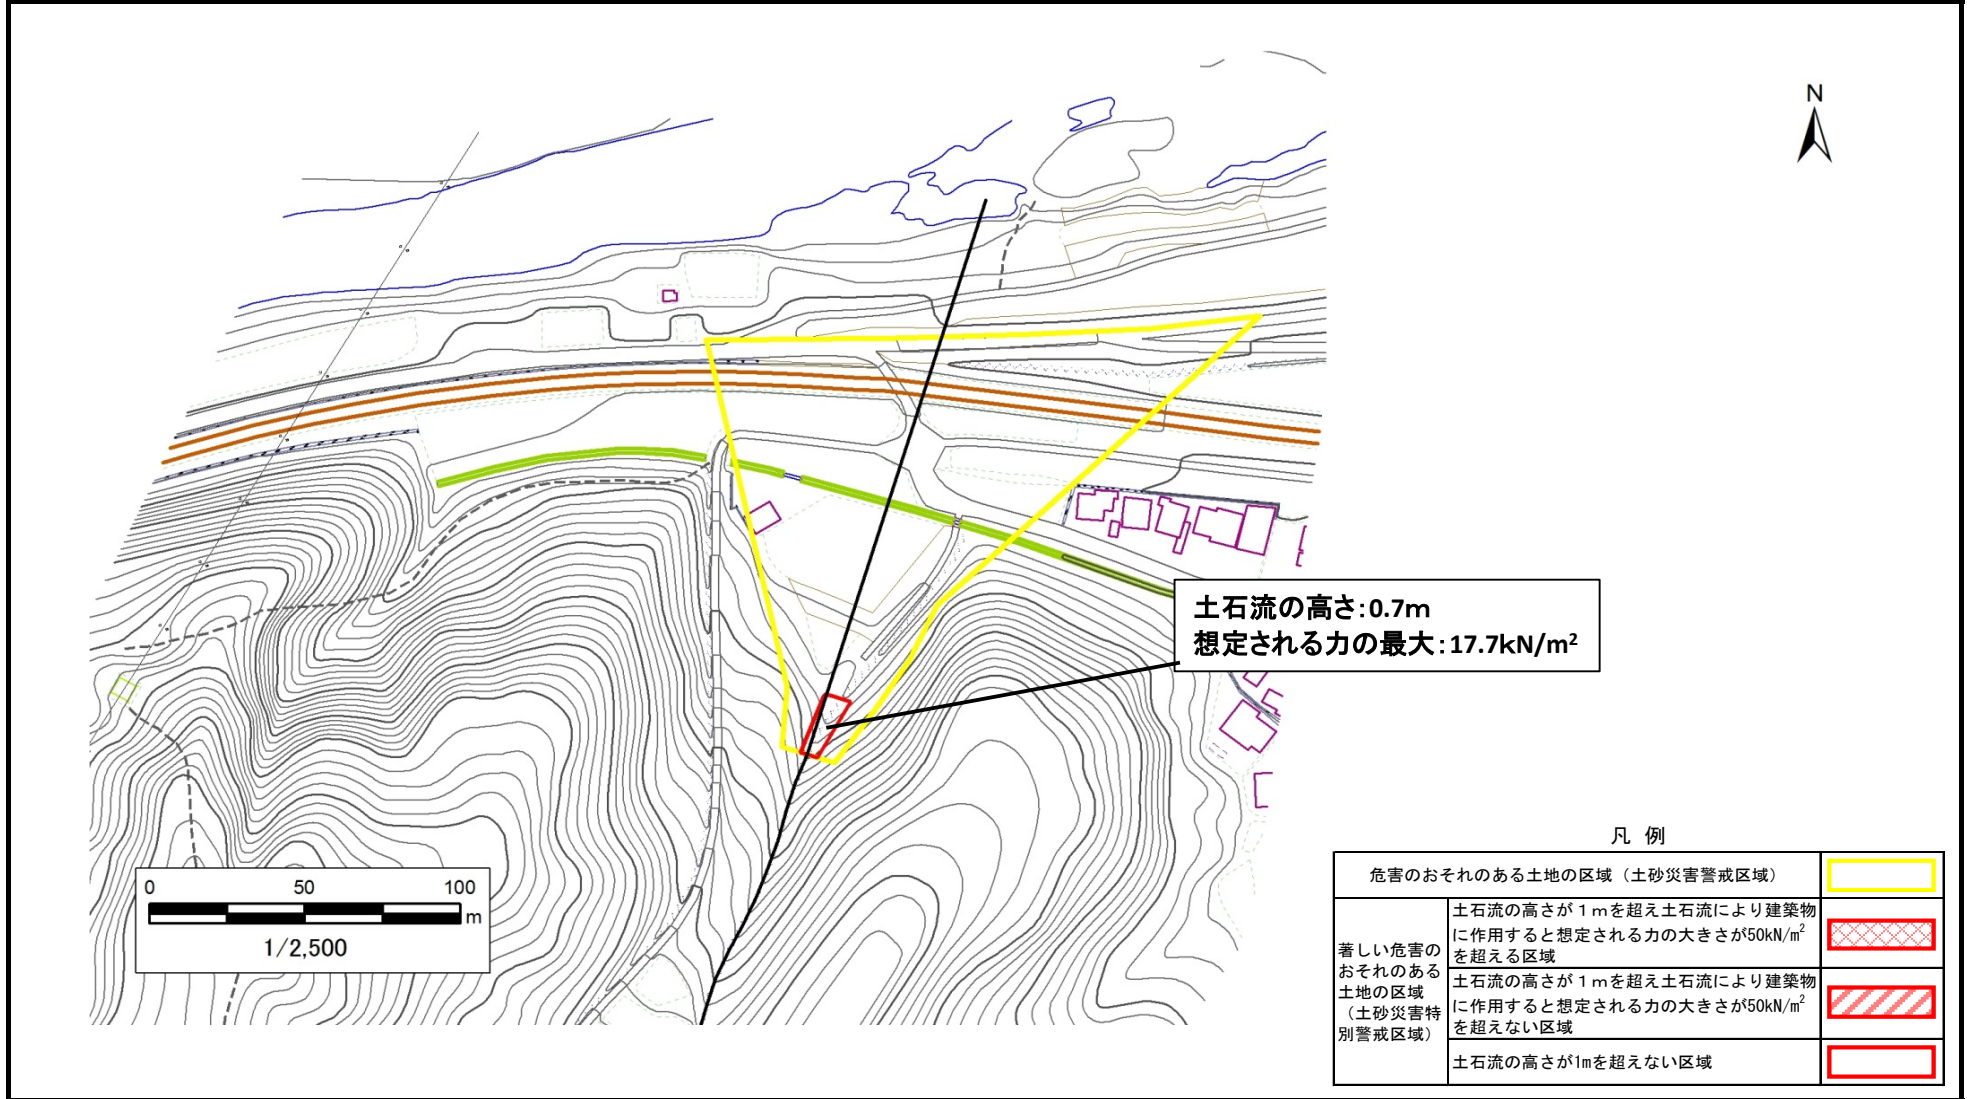 N
土石流の高さ：0.7m
想定される力の最大：17.7kN/m²
0 50 100
m
1/2,500
凡 例
危害のおそれのある土地の区域（土砂災害警戒区域）
著しい危害の
おそれのある
土地の区域
（土砂災害特
別警戒区域）
土石流の高さが１ｍを超え土石流により建築物
に作用すると想定される力の大きさが50kN/㎡
を超える区域
土石流の高さが１ｍを超え土石流により建築物
に作用すると想定される力の大きさが50kN/㎡
を超えない区域
土石流の高さが1mを超えない区域